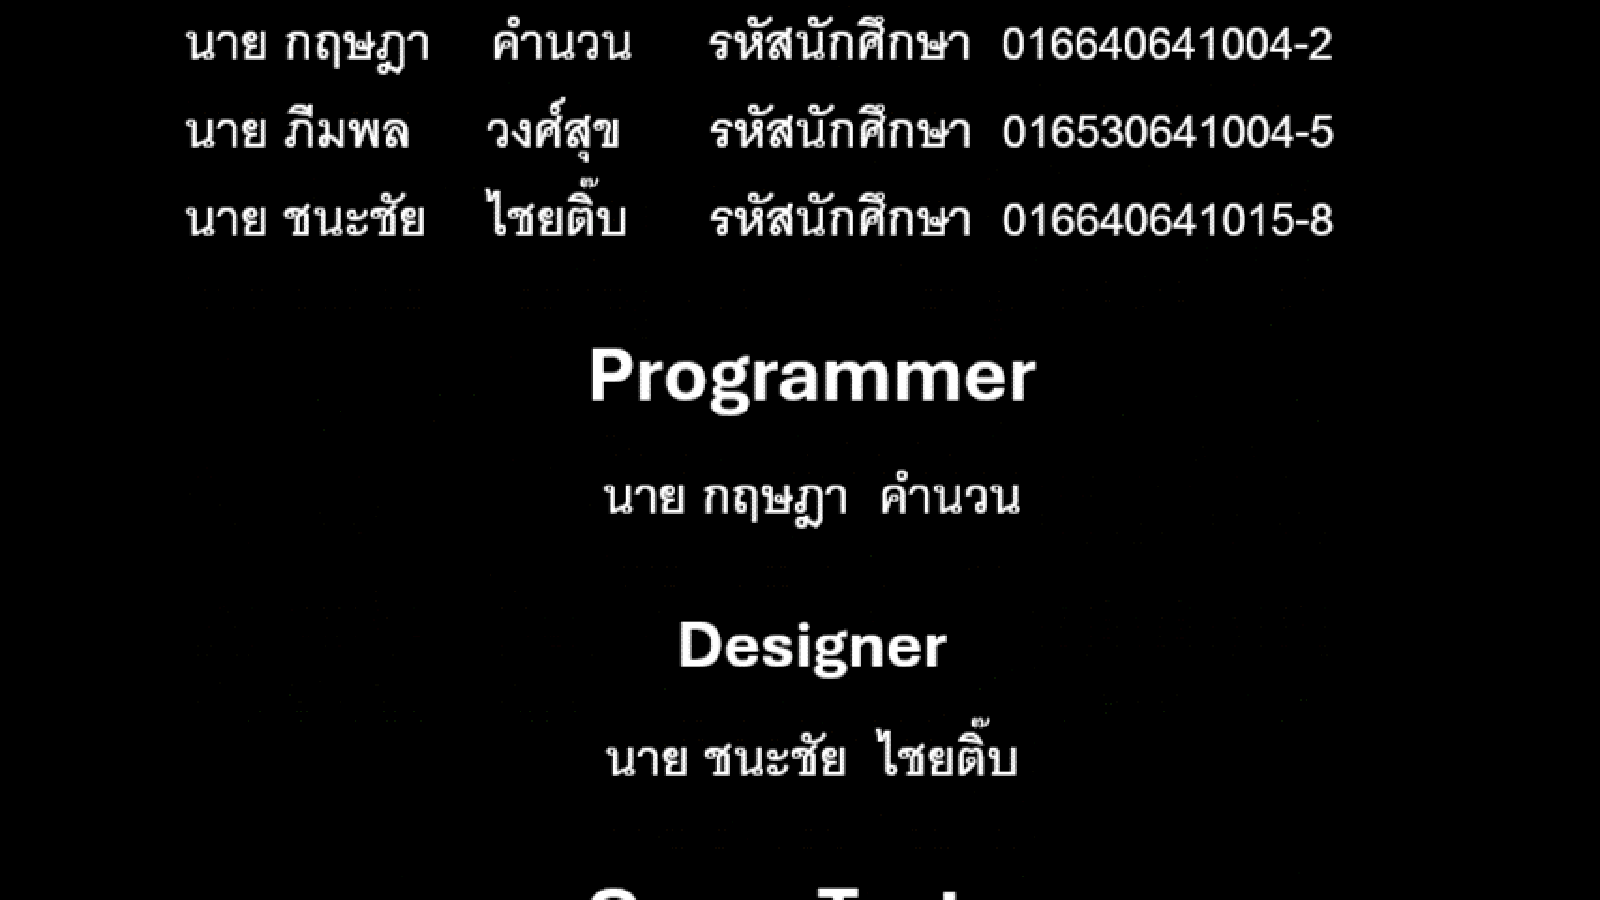 นาย กฤษฎา คำนวน รหัสนักศึกษา 016640641004-2
นาย ภีมพล วงศ์สุข รหัสนักศึกษา 016530641004-5
นาย ชนะชัย ไชยติ๊บ รหัสนักศึกษา 016640641015-8
Programmer
นาย กฤษฎา คำนวน
Designer
นาย ชนะชัย ไชยติ๊บ